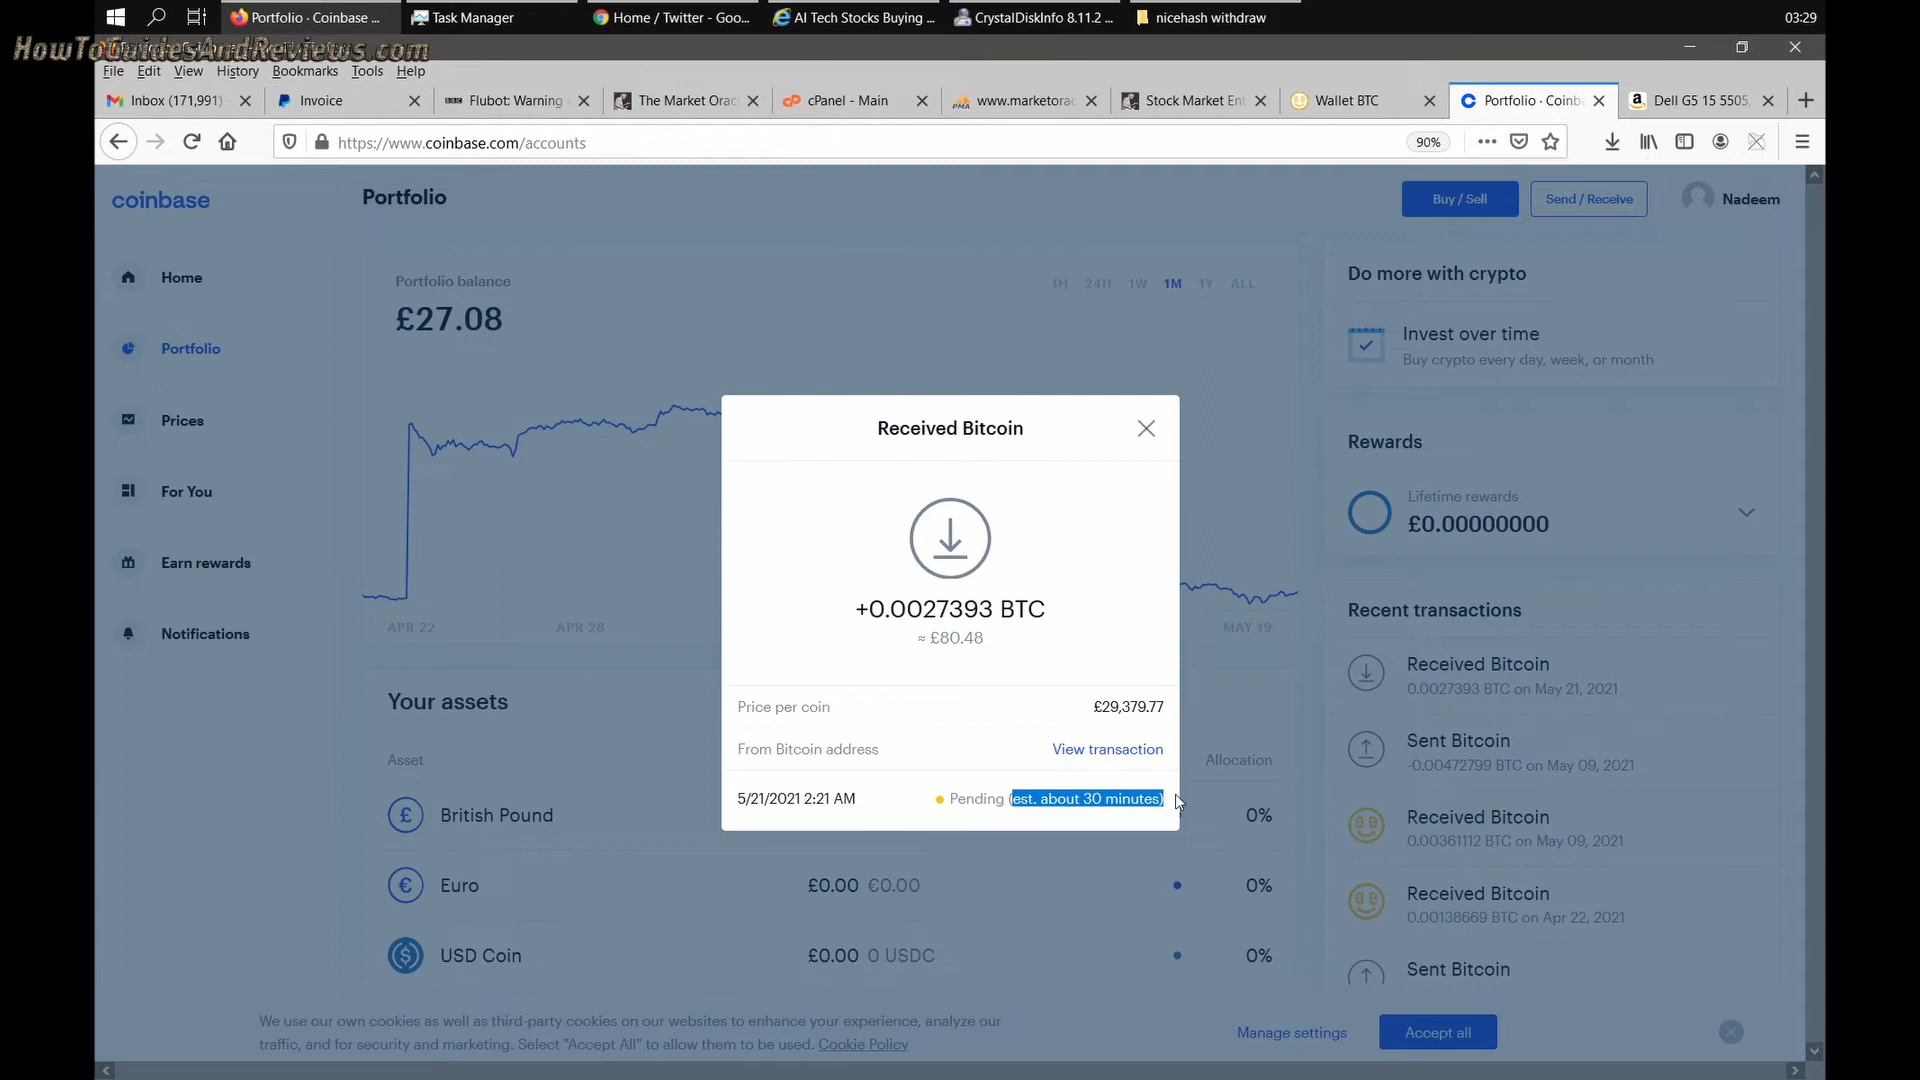 Portfolio · Coinbase ...
Task Manager
Home / Twitter - Goo...
AI Tech Stocks Buying ...
CrystalDiskInfo 8.11.2 ...
nicehash withdraw
03:29
HowToGuidesAndReviews.com
File Edit View History Bookmarks Tools Help
Inbox (171,991)
Invoice
BBC Flubot: Warning
The Market Orac
cPanel - Main
PMA www.marketorac
Stock Market Ent
Wallet BTC
Portfolio · Coinba
Dell G5 15 5505,
https://www.coinbase.com/accounts
90%
coinbase
Portfolio
Buy / Sell
Send / Receive
Nadeem
Home
Portfolio
Prices
For You
Earn rewards
Notifications
Portfolio balance
£27.08
1H 24H 1W 1M 1Y ALL
APR 22
APR 28
MAY 19
Do more with crypto
Invest over time
Buy crypto every day, week, or month
Rewards
Lifetime rewards
£0.00000000
Received Bitcoin
+0.0027393 BTC
≈ £80.48
Price per coin £29,379.77
From Bitcoin address View transaction
5/21/2021 2:21 AM Pending (est. about 30 minutes)
Your assets
Asset
Allocation
British Pound
0%
Euro £0.00 €0.00 0%
USD Coin £0.00 0 USDC 0%
Recent transactions
Received Bitcoin
0.0027393 BTC on May 21, 2021
Sent Bitcoin
-0.00472799 BTC on May 09, 2021
Received Bitcoin
0.00361112 BTC on May 09, 2021
Received Bitcoin
0.00138669 BTC on Apr 22, 2021
Sent Bitcoin
We use our own cookies as well as third-party cookies on our websites to enhance your experience, analyze our
traffic, and for security and marketing. Select "Accept All" to allow them to be used. Cookie Policy
Manage settings
Accept all